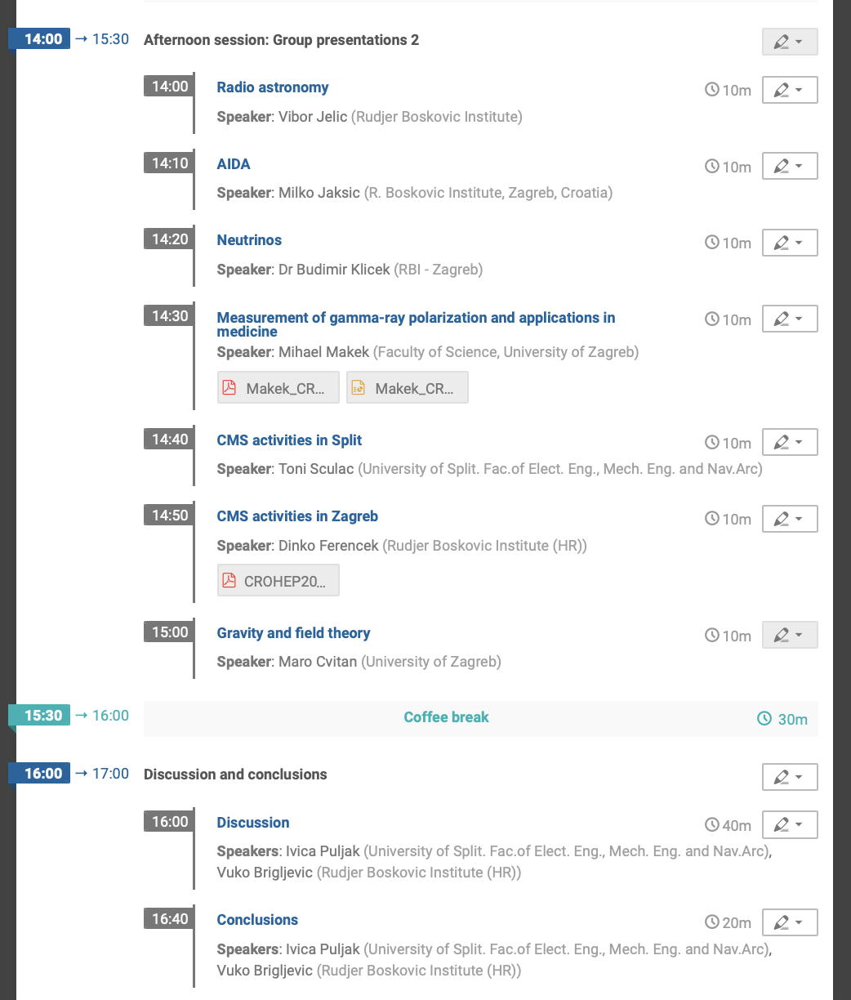 14:00 → 15:30 Afternoon session: Group presentations 2
14:00 Radio astronomy 10m
Speaker: Vibor Jelic (Rudjer Boskovic Institute)
14:10 AIDA 10m
Speaker: Milko Jaksic (R. Boskovic Institute, Zagreb, Croatia)
14:20 Neutrinos 10m
Speaker: Dr Budimir Klicek (RBI - Zagreb)
14:30 Measurement of gamma-ray polarization and applications in 10m
medicine
Speaker: Mihael Makek (Faculty of Science, University of Zagreb)
Makek_CR... Makek_CR...
14:40 CMS activities in Split 10m
Speaker: Toni Sculac (University of Split. Fac.of Elect. Eng., Mech. Eng. and Nav.Arc)
14:50 CMS activities in Zagreb 10m
Speaker: Dinko Ferencek (Rudjer Boskovic Institute (HR))
CROHEP20...
15:00 Gravity and field theory 10m
Speaker: Maro Cvitan (University of Zagreb)
15:30 → 16:00 Coffee break 30m
16:00 → 17:00 Discussion and conclusions
16:00 Discussion 40m
Speakers: Ivica Puljak (University of Split. Fac.of Elect. Eng., Mech. Eng. and Nav.Arc),
Vuko Brigljevic (Rudjer Boskovic Institute (HR))
16:40 Conclusions 20m
Speakers: Ivica Puljak (University of Split. Fac.of Elect. Eng., Mech. Eng. and Nav.Arc),
Vuko Brigljevic (Rudjer Boskovic Institute (HR))